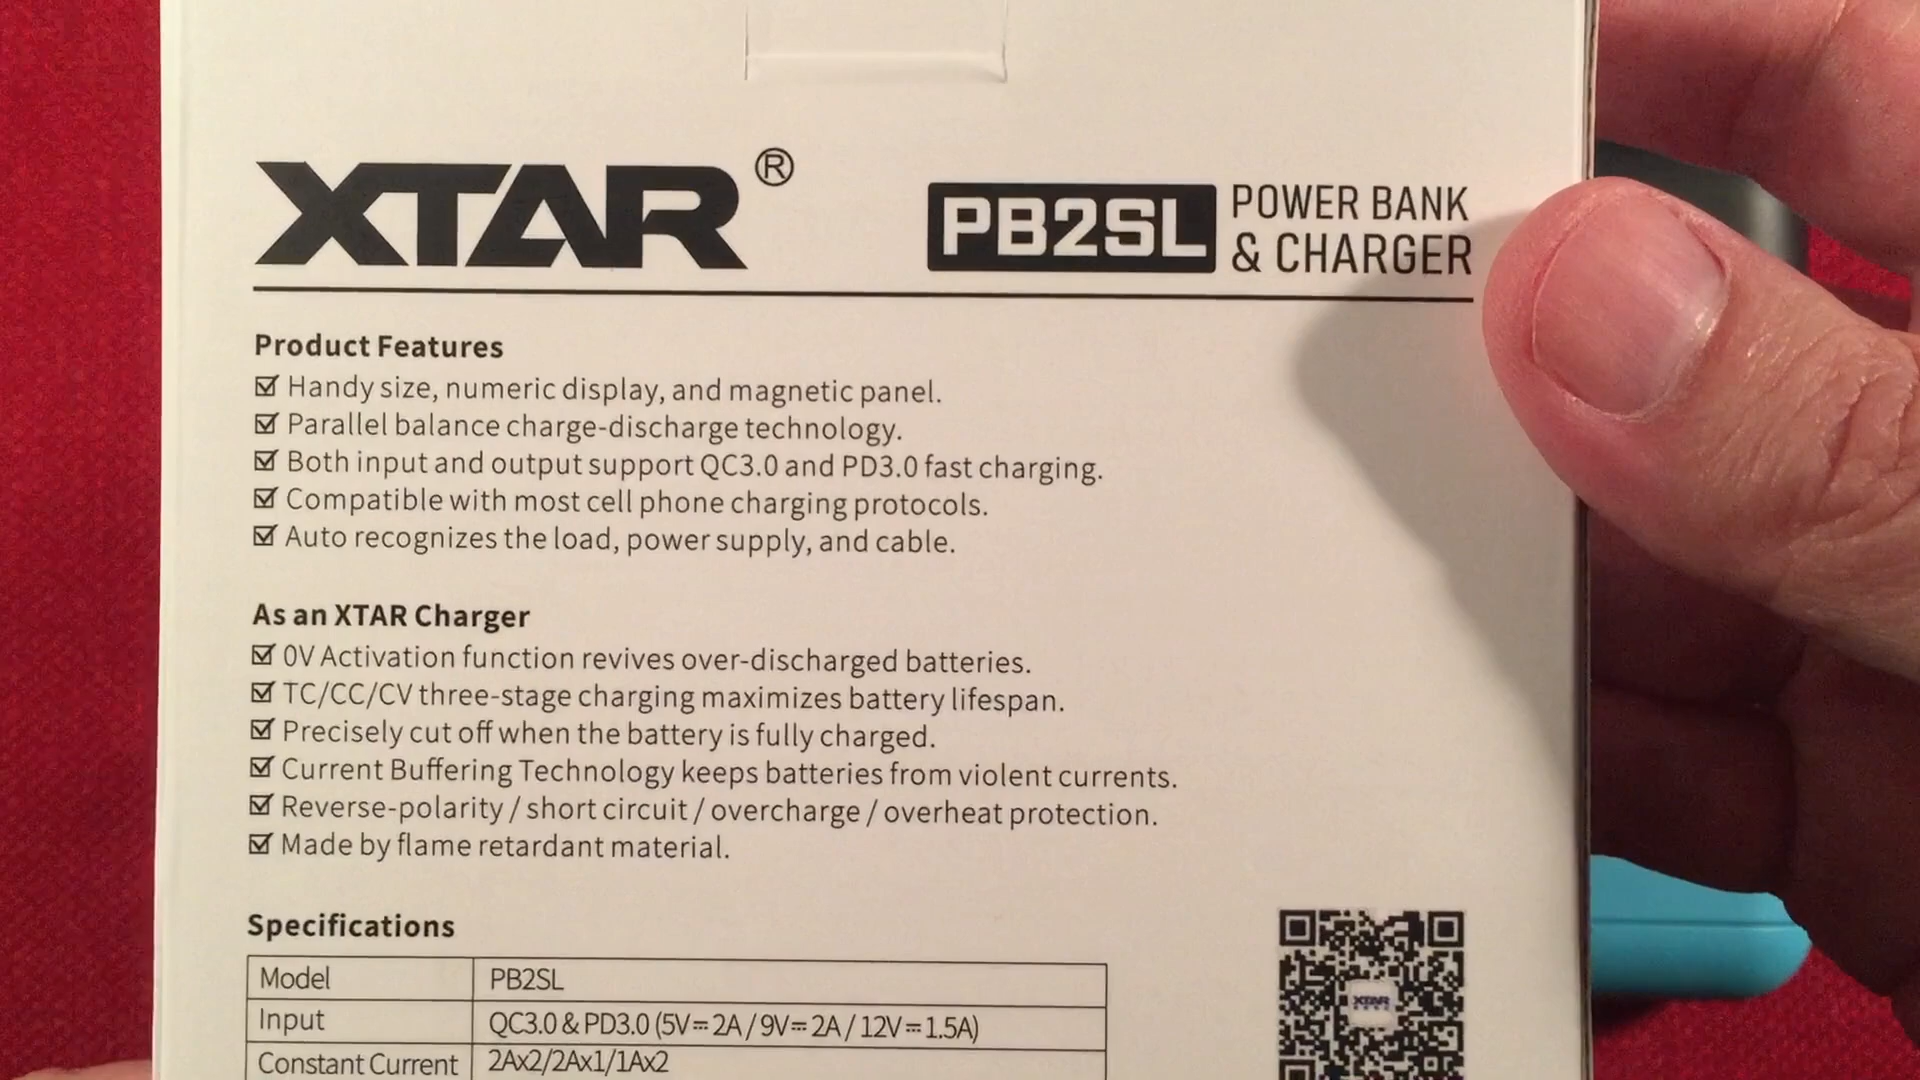 XTAR®
PB2SL POWER BANK
& CHARGER
Product Features
☑ Handy size, numeric display, and magnetic panel.
☑ Parallel balance charge-discharge technology.
☑ Both input and output support QC3.0 and PD3.0 fast charging.
☑ Compatible with most cell phone charging protocols.
☑ Auto recognizes the load, power supply, and cable.
As an XTAR Charger
☑ 0V Activation function revives over-discharged batteries.
☑ TC/CC/CV three-stage charging maximizes battery lifespan.
☑ Precisely cut off when the battery is fully charged.
☑ Current Buffering Technology keeps batteries from violent currents.
☑ Reverse-polarity / short circuit / overcharge / overheat protection.
☑ Made by flame retardant material.
Specifications
Model PB2SL
Input QC3.0 & PD3.0 (5V⎓2A / 9V⎓2A / 12V⎓1.5A)
Constant Current 2Ax2/2Ax1/1Ax2
XTAR